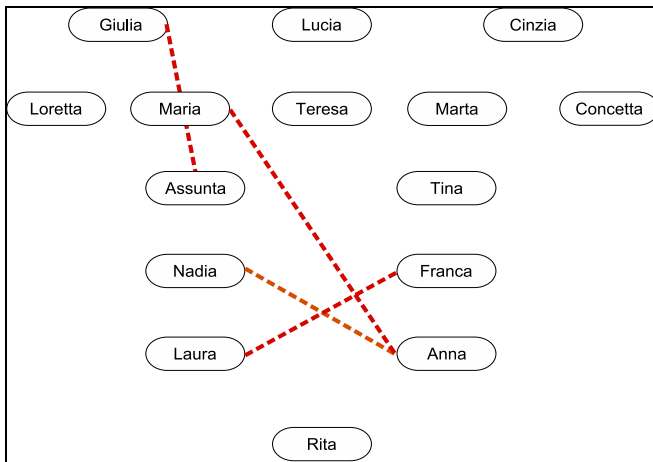 Giulia
Lucia
Cinzia
Loretta
Maria
Teresa
Marta
Concetta
Assunta
Tina
Nadia
Franca
Laura
Anna
Rita